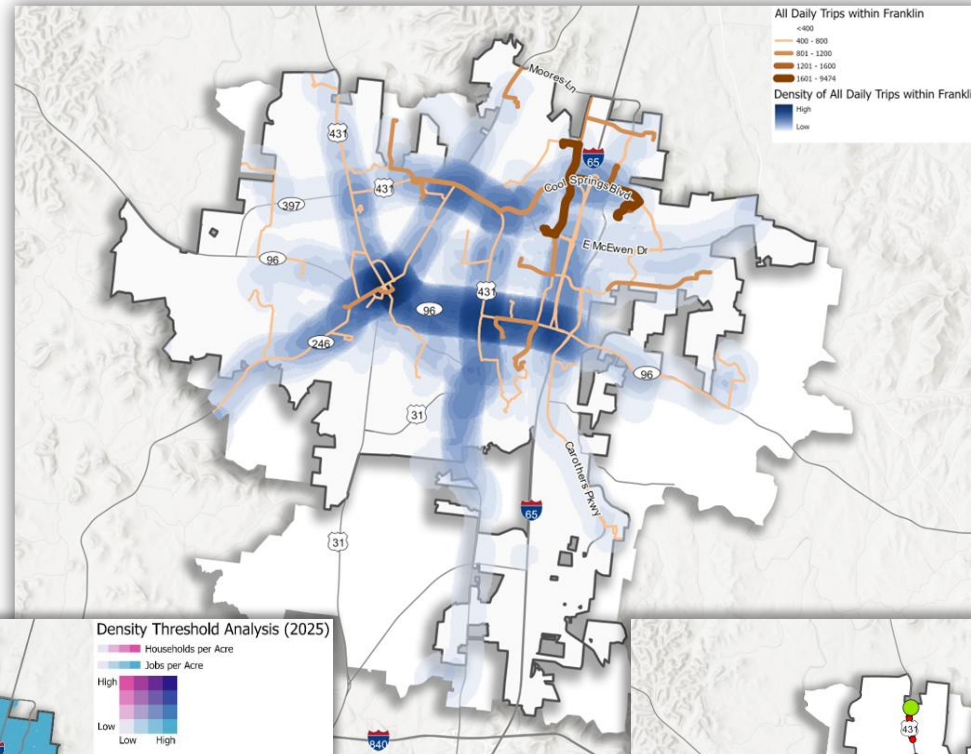 All Daily Trips within Franklin
<400
400 - 800
801 - 1200
1201 - 1600
1601 - 9474
Density of All Daily Trips within Frankli
High
Low
Moores Ln
431
65
Cool Springs Blvd
431
397
E McEwen Dr
96
431
96
246
96
31
Carothers Pkwy
65
31
840
Density Threshold Analysis (2025)
Households per Acre
Jobs per Acre
High
Low
Low High
431